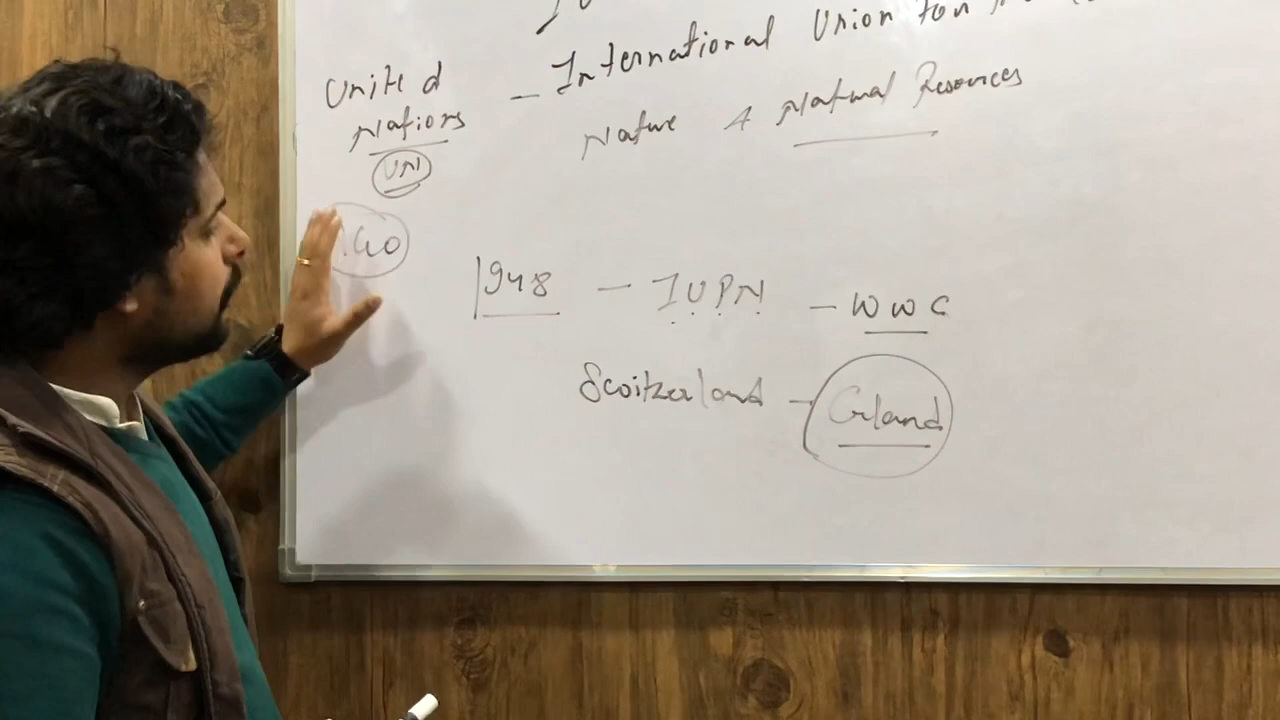 International Union for
Nature & Natural Resources
United
Nations
UN
1948 - IUPN - WWC
Switzerland - Gland